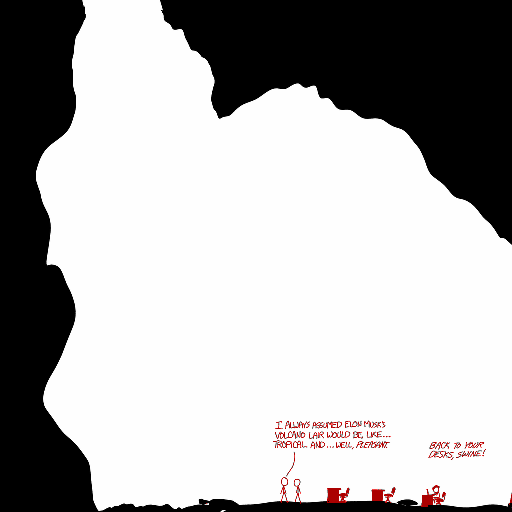 I ALWAYS ASSUMED ELON MUSK'S
VOLCANO LAIR WOULD BE, LIKE...
TROPICAL. AND... WELL, PLEASANT.
BACK TO YOUR
DESKS, SWINE!